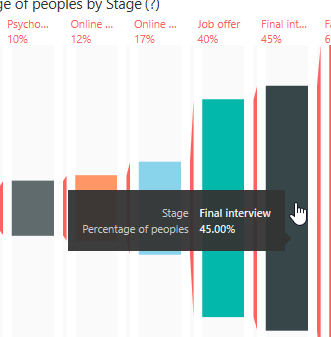 ge of peoples by Stage (?)
Psycho... Online ... Online ... Job offer Final int... Fa
10% 12% 17% 40% 45% 6
Stage Final interview
Percentage of peoples 45.00%